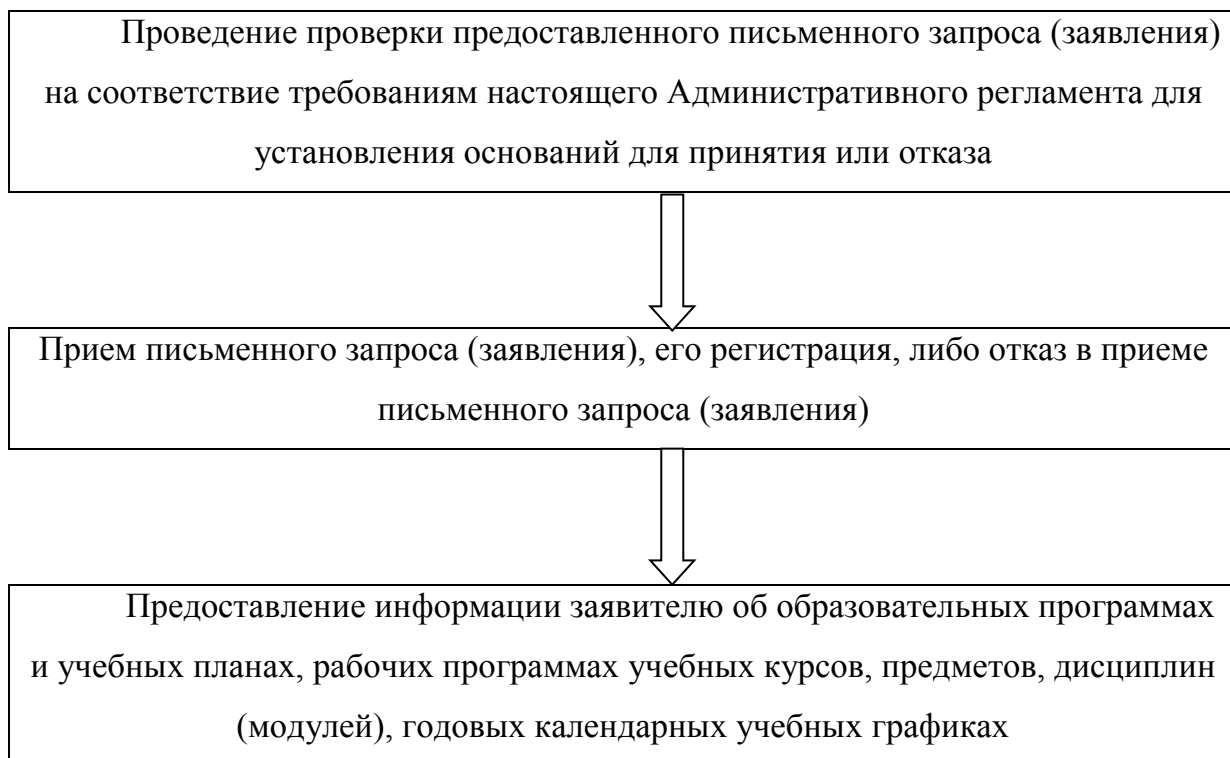 Проведение проверки предоставленного письменного запроса (заявления)
на соответствие требованиям настоящего Административного регламента для
установления оснований для принятия или отказа
Прием письменного запроса (заявления), его регистрация, либо отказ в приеме
письменного запроса (заявления)
Предоставление информации заявителю об образовательных программах
и учебных планах, рабочих программах учебных курсов, предметов, дисциплин
(модулей), годовых календарных учебных графиках